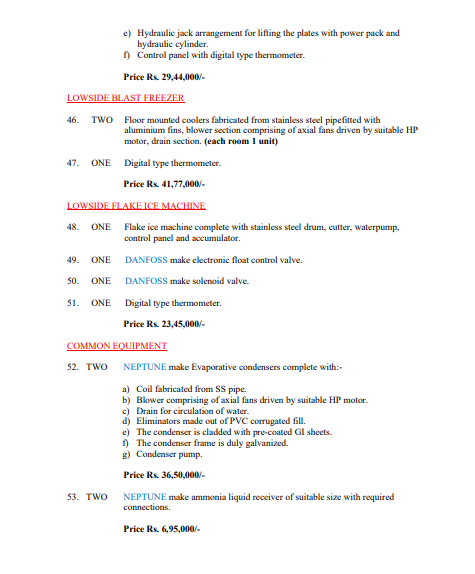 e) Hydraulic jack arrangement for lifting the plates with power pack and
hydraulic cylinder.
f) Control panel with digital type thermometer.
Price Rs. 29,44,000/-
LOWSIDE BLAST FREEZER
46. TWO Floor mounted coolers fabricated from stainless steel pipefitted with
aluminium fins, blower section comprising of axial fans driven by suitable HP
motor, drain section. (each room 1 unit)
47. ONE Digital type thermometer.
Price Rs. 41,77,000/-
LOWSIDE FLAKE ICE MACHINE
48. ONE Flake ice machine complete with stainless steel drum, cutter, waterpump,
control panel and accumulator.
49. ONE DANFOSS make electronic float control valve.
50. ONE DANFOSS make solenoid valve.
51. ONE Digital type thermometer.
Price Rs. 23,45,000/-
COMMON EQUIPMENT
52. TWO NEPTUNE make Evaporative condensers complete with:-
a) Coil fabricated from SS pipe.
b) Blower comprising of axial fans driven by suitable HP motor.
c) Drain for circulation of water.
d) Eliminators made out of PVC corrugated fill.
e) The condenser is cladded with pre-coated GI sheets.
f) The condenser frame is duly galvanized.
g) Condenser pump.
Price Rs. 36,50,000/-
53. TWO NEPTUNE make ammonia liquid receiver of suitable size with required
connections.
Price Rs. 6,95,000/-